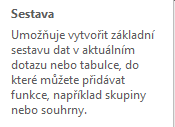 Sestava
Umožňuje vytvořit základní
sestavu dat v aktuálním
dotazu nebo tabulce, do
které můžete přidávat
funkce, například skupiny
nebo souhrny.